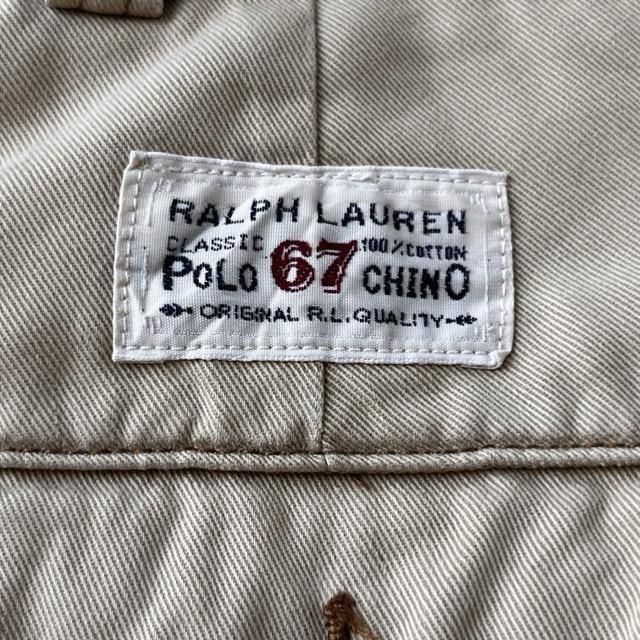 RALPH LAUREN
CLASSIC 67 100% COTTON
POLO CHINO
ORIGINAL R.L. QUALITY